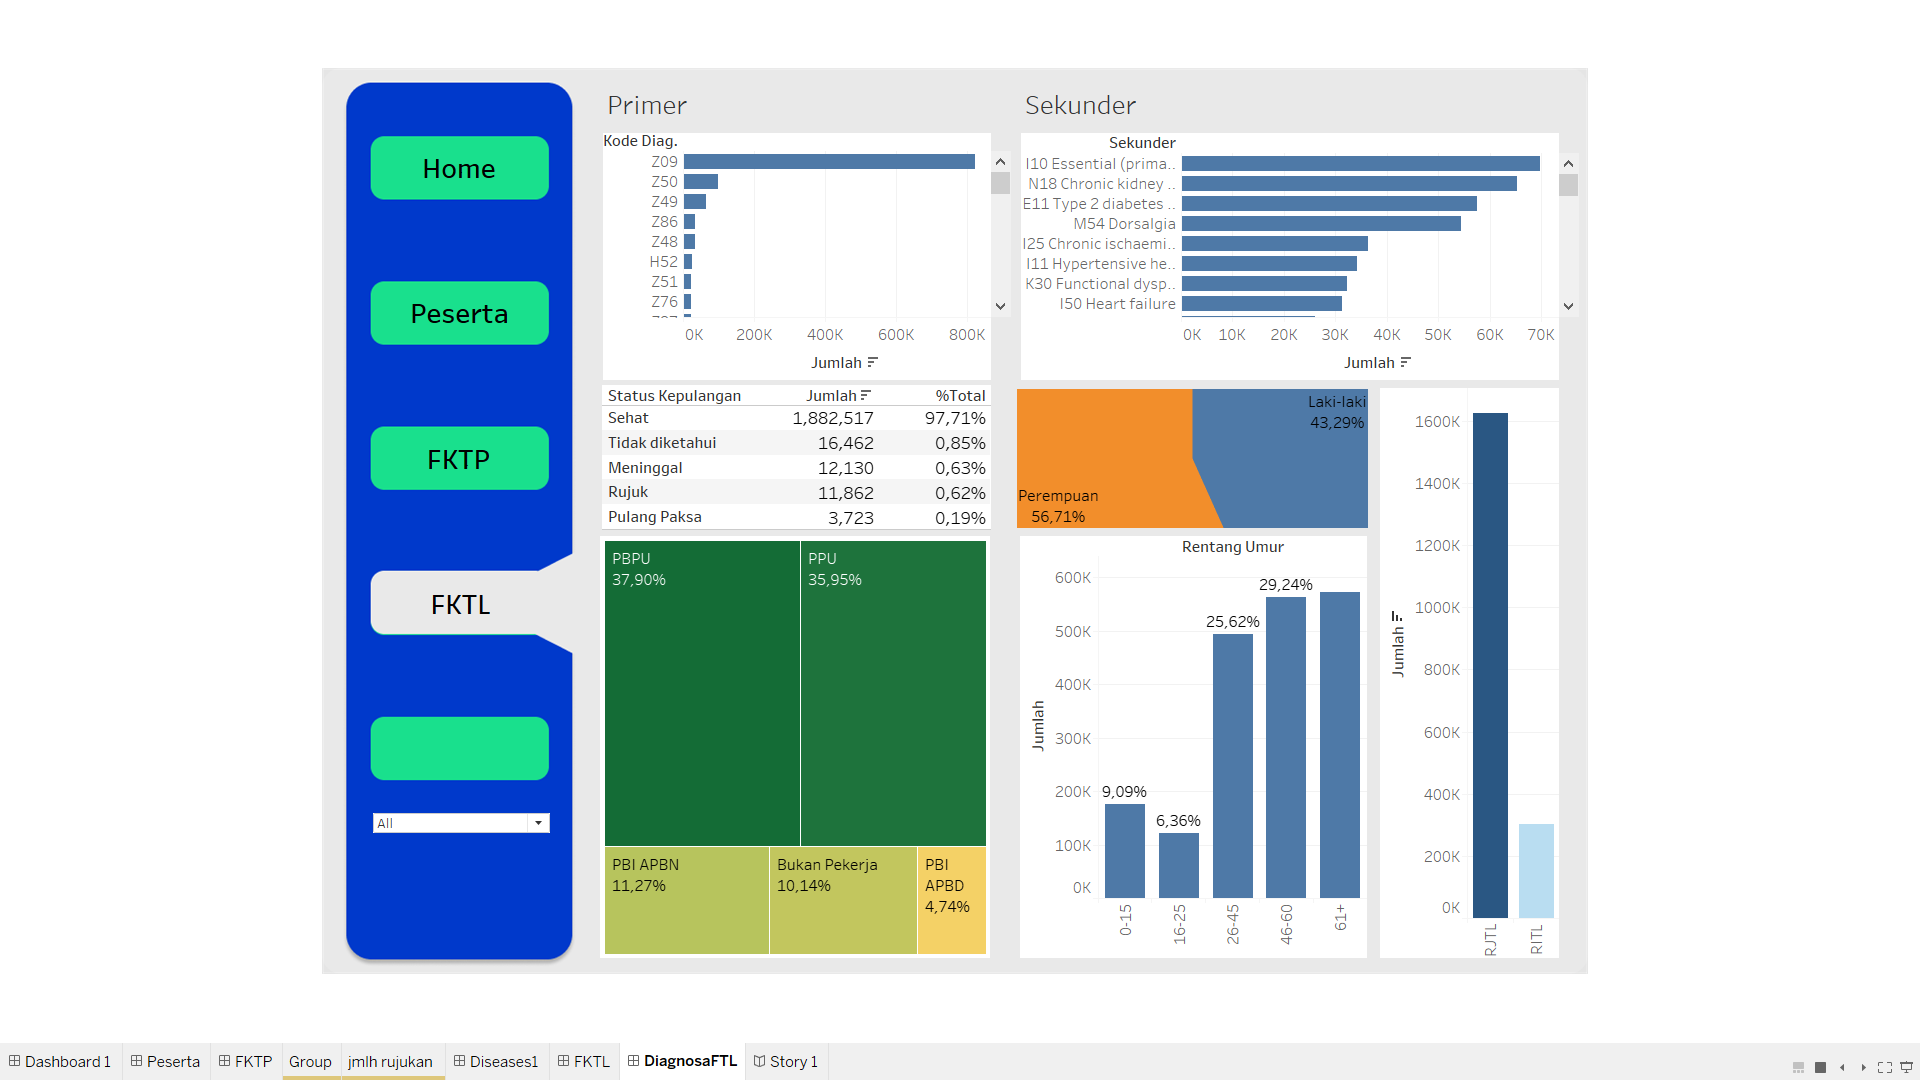 Home
Peserta
FKTP
FKTL
All
Primer
Kode Diag.
Z09
Z50
Z49
Z86
Z48
H52
Z51
Z76
0K 200K 400K 600K 800K
Jumlah
Sekunder
Sekunder
I10 Essential (prima..
N18 Chronic kidney ..
E11 Type 2 diabetes ..
M54 Dorsalgia
I25 Chronic ischaemi..
I11 Hypertensive he..
K30 Functional dysp..
I50 Heart failure
0K 10K 20K 30K 40K 50K 60K 70K
Jumlah
Status Kepulangan Jumlah %Total
Sehat 1,882,517 97,71%
Tidak diketahui 16,462 0,85%
Meninggal 12,130 0,63%
Rujuk 11,862 0,62%
Pulang Paksa 3,723 0,19%
Laki-laki
43,29%
Perempuan
56,71%
PBPU
37,90%
PPU
35,95%
PBI APBN
11,27%
Bukan Pekerja
10,14%
PBI
APBD
4,74%
Rentang Umur
Jumlah
600K
500K
400K
300K
200K
100K
0K
9,09%
6,36%
25,62%
29,24%
0-15
16-25
26-45
46-60
61+
Jumlah
1600K
1400K
1200K
1000K
800K
600K
400K
200K
0K
RJTL
RITL
Dashboard 1 Peserta FKTP Group jmlh rujukan Diseases1 FKTL DiagnosaFTL Story 1